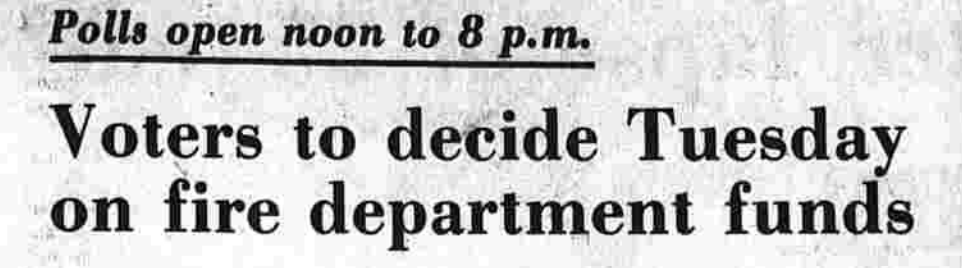 Polls open noon to 8 p.m.
Voters to decide Tuesday
on fire department funds